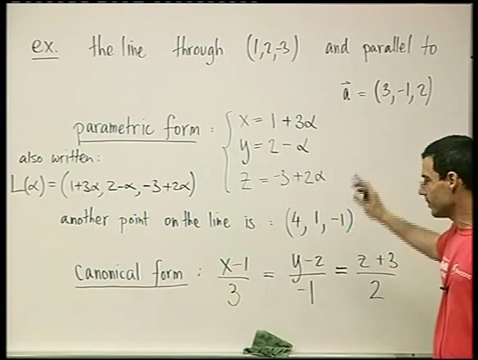 ex. the line through (1,2,-3) and parallel to
a⃗ = (3,-1,2)
parametric form : { x = 1 + 3α
y = 2 - α
z = -3 + 2α
also written:
L(α) = (1+3α, 2-α, -3+2α)
another point on the line is : (4, 1, -1)
Canonical form : x-1/3 = y-2/-1 = z+3/2